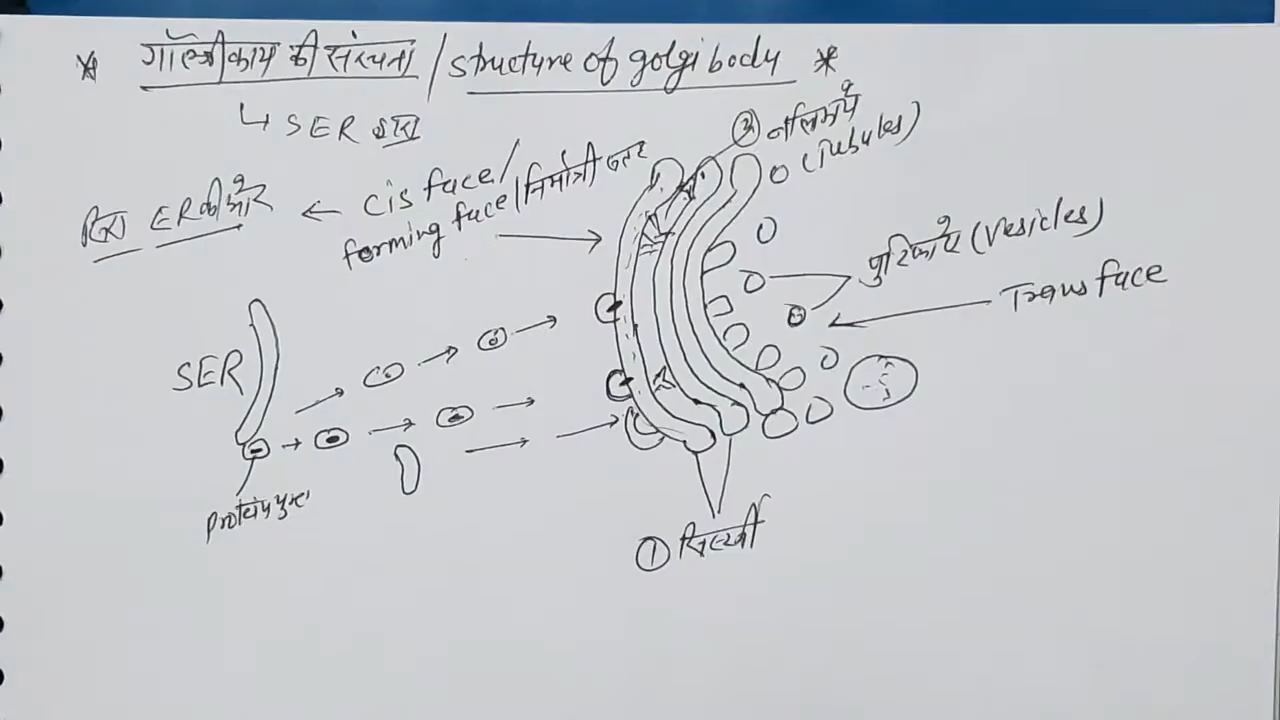 * गॉल्जीकाय की संरचना / structure of golgi body *
↳ SER द्वारा
③ नलिकाएँ
(Tubules)
ER की ओर ← cis face/
forming face/निर्माणी तल
पुटिकाएँ (Vesicles)
Trans face
SER
① सिस्टर्नी